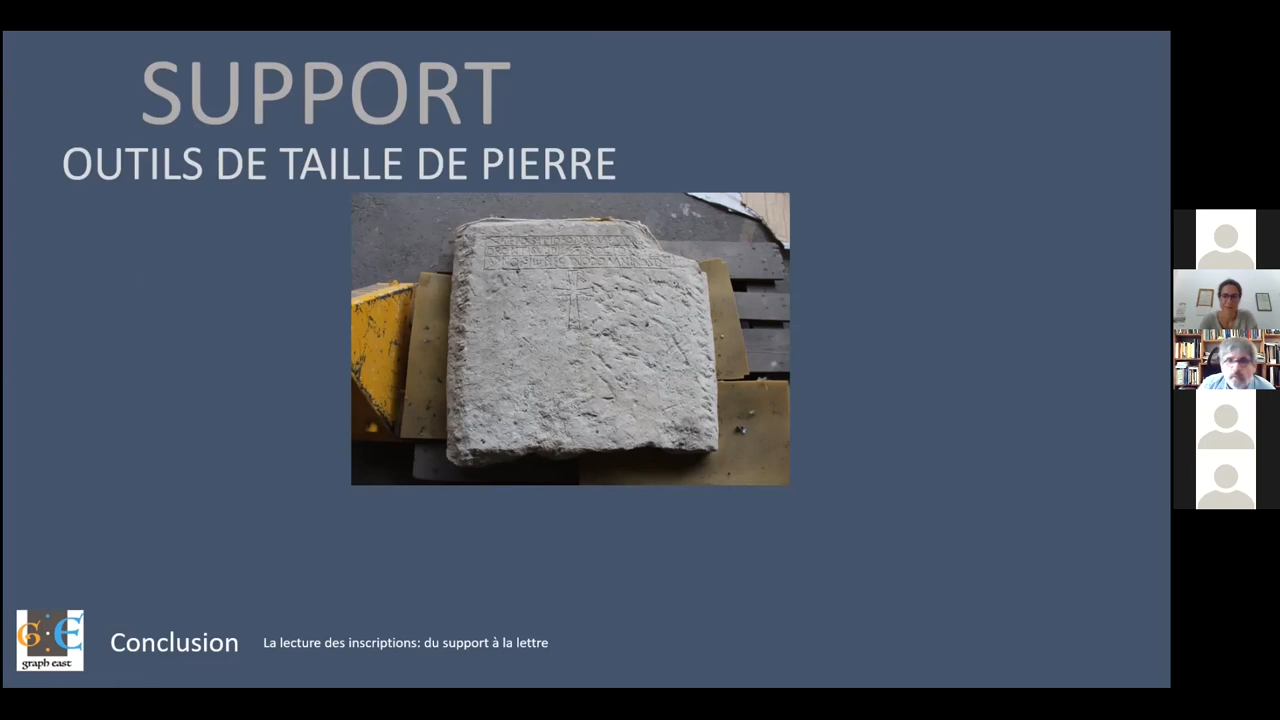 SUPPORT
OUTILS DE TAILLE DE PIERRE
G E
graph east
Conclusion
La lecture des inscriptions: du support à la lettre